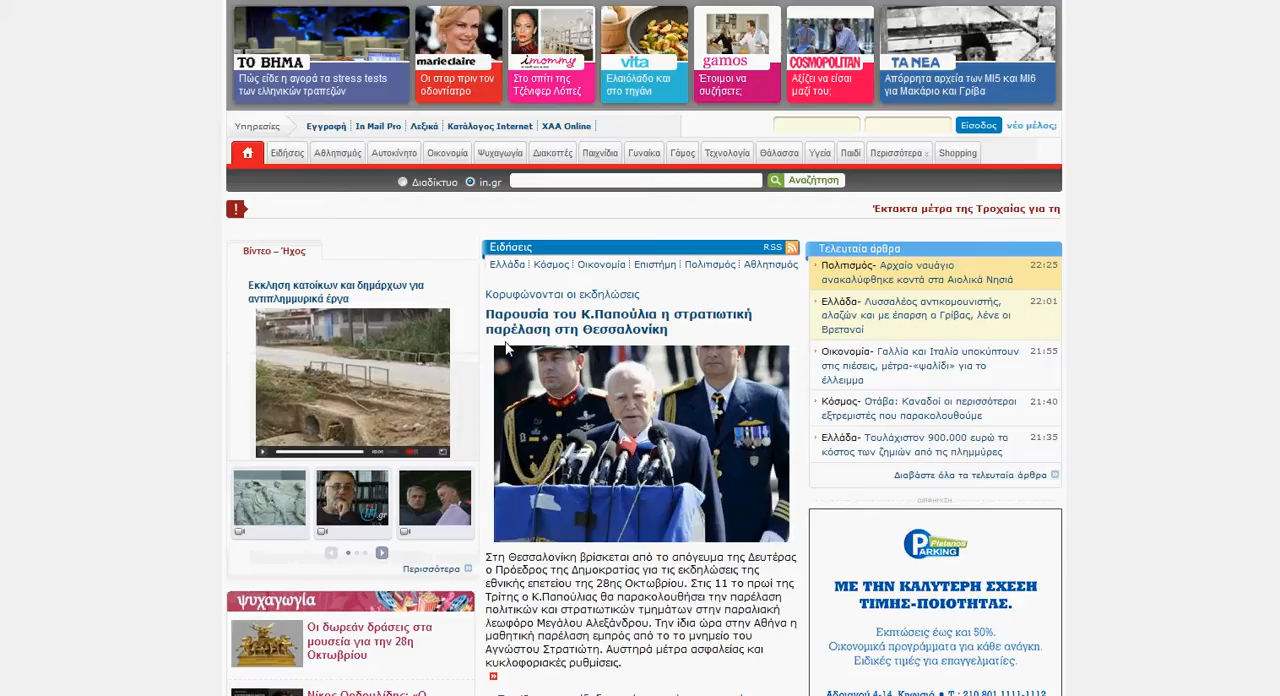 ΤΟ ΒΗΜΑ
Πώς είδε η αγορά τα stress tests
των ελληνικών τραπεζών
marie claire
Οι σταρ πριν τον
οδοντίατρο
imommy
Στο σπίτι της
Τζένιφερ Λόπεζ
vita
Ελαιόλαδο και
στο τηγάνι
gamos
Έτοιμοι να
συζήσετε;
COSMOPOLITAN
Αξίζει να είσαι
μαζί του;
ΤΑ ΝΕΑ
Απόρρητα αρχεία των MI5 και MI6
για Μακάριο και Γρίβα
Υπηρεσίες
Εγγραφή
In Mail Pro
Λεξικά
Κατάλογος Internet
ΧΑΑ Online
Είσοδος
νέο μέλος;
Ειδήσεις
Αθλητισμός
Αυτοκίνητο
Οικονομία
Ψυχαγωγία
Διακοπές
Παιχνίδια
Γυναίκα
Γάμος
Τεχνολογία
Θάλασσα
Υγεία
Παιδί
Περισσότερα
Shopping
Διαδίκτυο
in.gr
Αναζήτηση
!
Έκτακτα μέτρα της Τροχαίας για τη
Βίντεο – Ήχος
Εκκληση κατοίκων και δημάρχων για
αντιπλημμυρικά έργα
00:00
in.gr
Περισσότερα
ψυχαγωγία
Οι δωρεάν δράσεις στα
μουσεία για την 28η
Οκτωβρίου
Ειδήσεις
RSS
Ελλάδα
Κόσμος
Οικονομία
Επιστήμη
Πολιτισμός
Αθλητισμός
Κορυφώνονται οι εκδηλώσεις
Παρουσία του Κ.Παπούλια η στρατιωτική
παρέλαση στη Θεσσαλονίκη
Στη Θεσσαλονίκη βρίσκεται από το απόγευμα της Δευτέρας
ο Πρόεδρος της Δημοκρατίας για τις εκδηλώσεις της
εθνικής επετείου της 28ης Οκτωβρίου. Στις 11 το πρωί της
Τρίτης ο Κ.Παπούλιας θα παρακολουθήσει την παρέλαση
πολιτικών και στρατιωτικών τμημάτων στην παραλιακή
λεωφόρο Μεγάλου Αλεξάνδρου. Την ίδια ώρα στην Αθήνα η
μαθητική παρέλαση εμπρός από το το μνημείο του
Αγνώστου Στρατιώτη. Αυστηρά μέτρα ασφαλείας και
κυκλοφοριακές ρυθμίσεις.
Τελευταία άρθρα
Πολιτισμός- Αρχαίο ναυάγιο 22:25
ανακαλύφθηκε κοντά στα Αιολικά Νησιά
Ελλάδα- Λυσσαλέος αντικομουνιστής, 22:01
αλαζών και με έπαρση ο Γρίβας, λένε οι
Βρετανοί
Οικονομία- Γαλλία και Ιταλία υποκύπτουν 21:55
στις πιέσεις, μέτρα-«ψαλίδι» για το
έλλειμμα
Κόσμος- Οτάβα: Καναδοί οι περισσότεροι 21:40
εξτρεμιστές που παρακολουθούμε
Ελλάδα- Τουλάχιστον 900.000 ευρώ το 21:35
κόστος των ζημιών από τις πλημμύρες
Διαβάστε όλα τα τελευταία άρθρα
ΔΙΑΦΗΜΙΣΗ
Platanos
PARKING
ΜΕ ΤΗΝ ΚΑΛΥΤΕΡΗ ΣΧΕΣΗ
ΤΙΜΗΣ-ΠΟΙΟΤΗΤΑΣ.
Εκπτώσεις έως και 50%.
Οικονομικά προγράμματα για κάθε ανάγκη.
Ειδικές τιμές για επαγγελματίες.